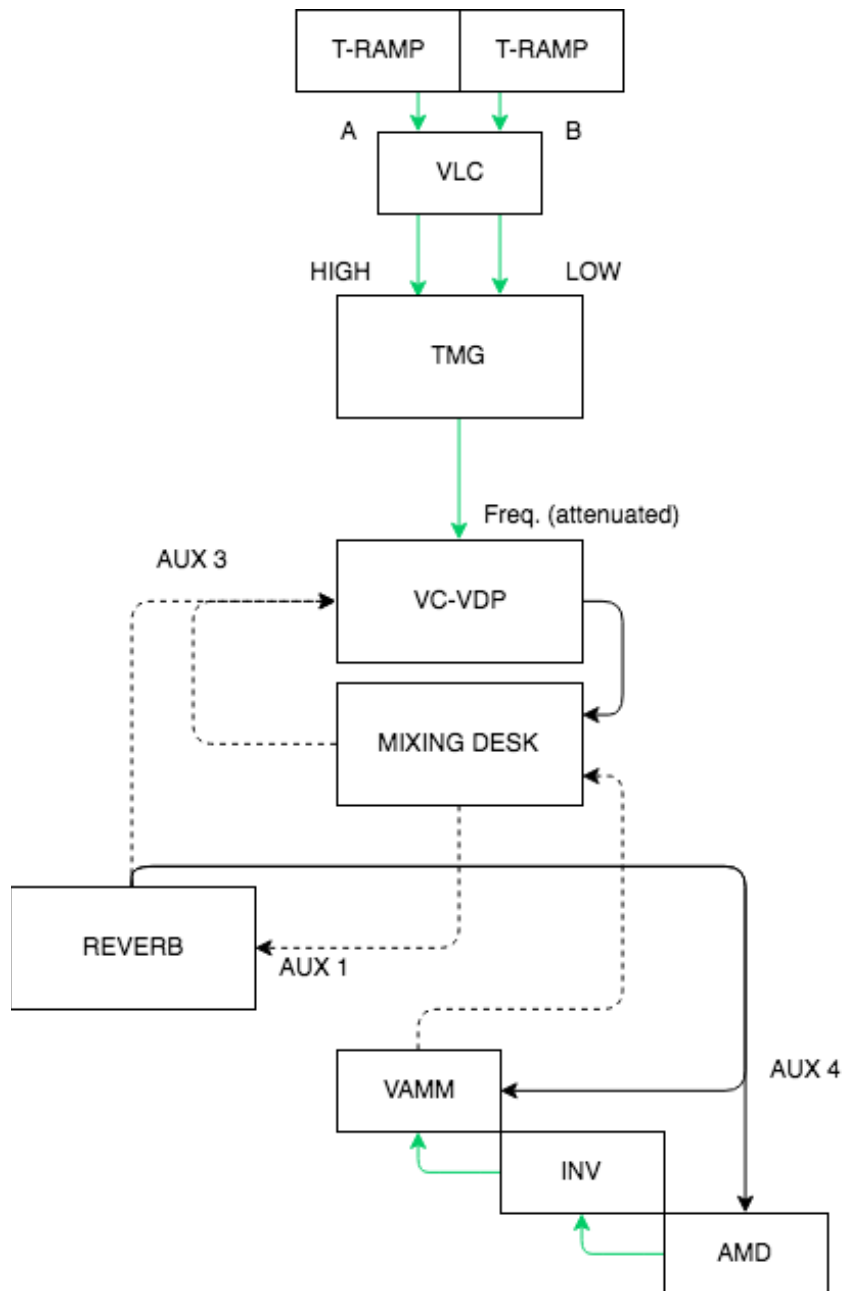 T-RAMP
T-RAMP
A
B
VLC
HIGH
LOW
TMG
Freq. (attenuated)
AUX 3
VC-VDP
MIXING DESK
REVERB
AUX 1
AUX 4
VAMM
INV
AMD